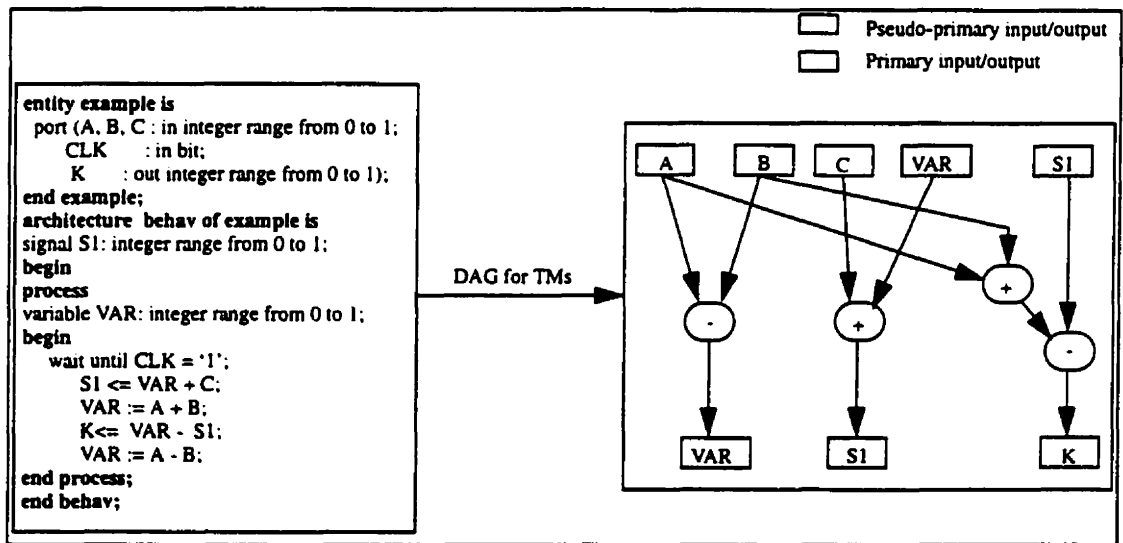 Pseudo-primary input/output
Primary input/output
entity example is
port (A, B, C : in integer range from 0 to 1;
CLK : in bit;
K : out integer range from 0 to 1);
end example;
architecture behav of example is
signal S1: integer range from 0 to 1;
begin
process
variable VAR: integer range from 0 to 1;
begin
wait until CLK = '1';
S1 <= VAR + C;
VAR := A + B;
K<= VAR - S1;
VAR := A - B;
end process;
end behav;
DAG for TMs
A B C VAR S1
+
- +
-
VAR S1 K